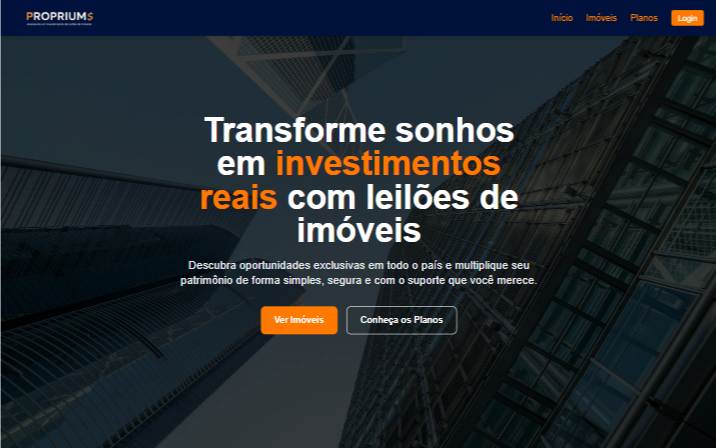 PROPRIUM$
Início
Imóveis
Planos
Login
Transforme sonhos
em investimentos
reais com leilões de
imóveis
Descubra oportunidades exclusivas em todo o país e multiplique seu
patrimônio de forma simples, segura e com o suporte que você merece.
Ver Imóveis
Conheça os Planos